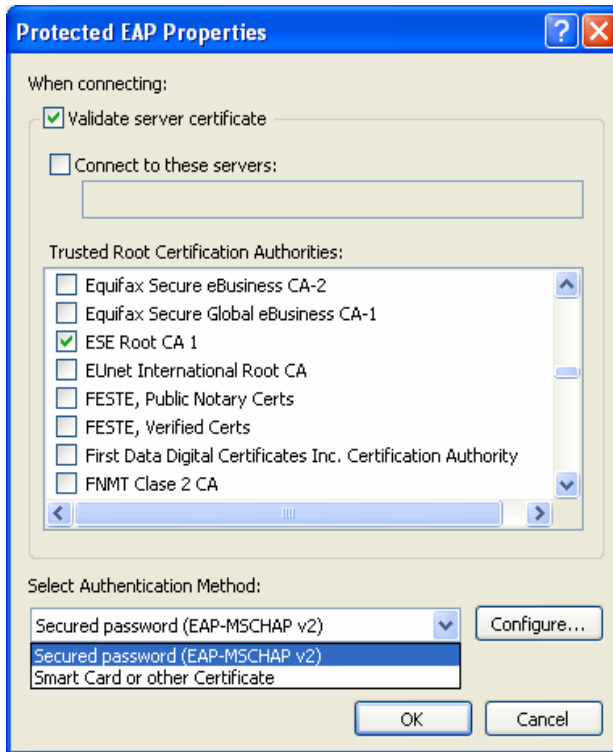 Protected EAP Properties
When connecting:
Validate server certificate
Connect to these servers:
Trusted Root Certification Authorities:
Equifax Secure eBusiness CA-2
Equifax Secure Global eBusiness CA-1
ESE Root CA 1
EUnet International Root CA
FESTE, Public Notary Certs
FESTE, Verified Certs
First Data Digital Certificates Inc. Certification Authority
FNMT Clase 2 CA
Select Authentication Method:
Secured password (EAP-MSCHAP v2)
Configure...
Secured password (EAP-MSCHAP v2)
Smart Card or other Certificate
OK
Cancel